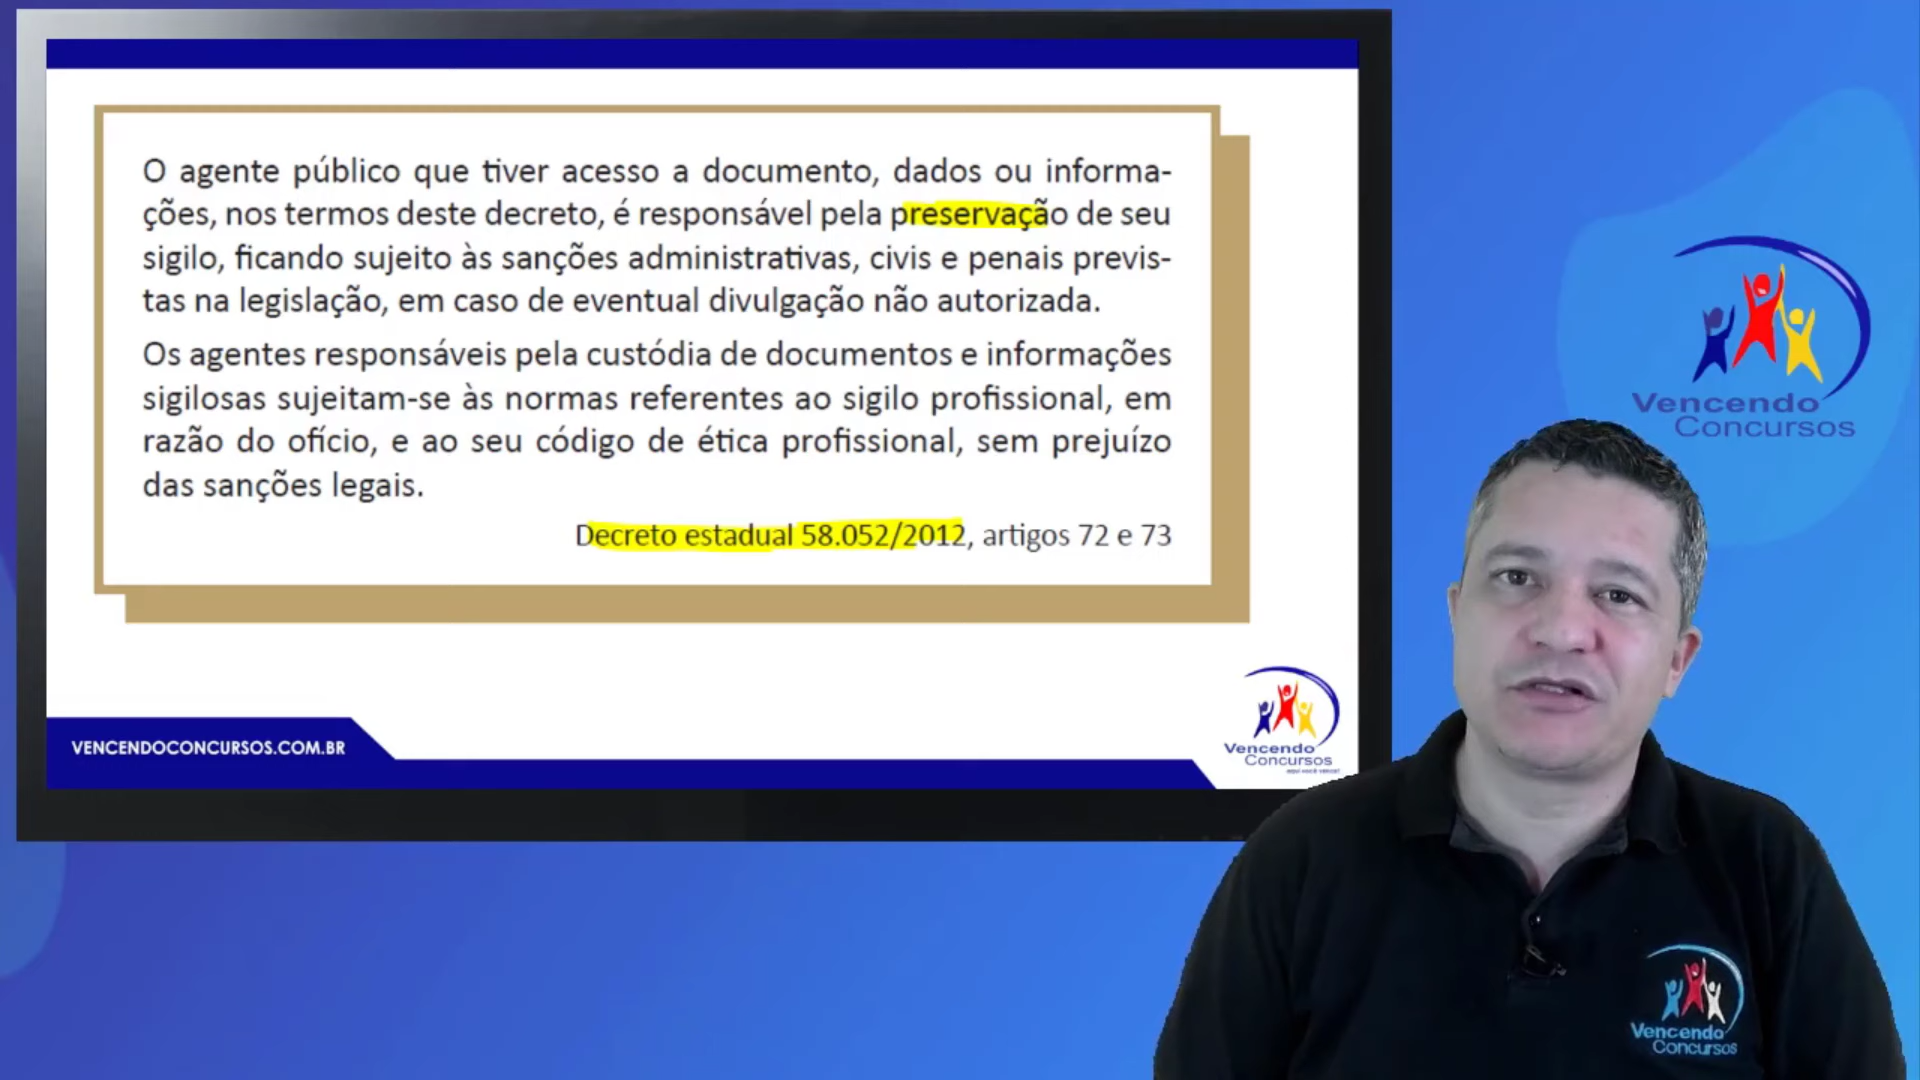 O agente público que tiver acesso a documento, dados ou informa-
ções, nos termos deste decreto, é responsável pela preservação de seu
sigilo, ficando sujeito às sanções administrativas, civis e penais previs-
tas na legislação, em caso de eventual divulgação não autorizada.
Os agentes responsáveis pela custódia de documentos e informações
sigilosas sujeitam-se às normas referentes ao sigilo profissional, em
razão do ofício, e ao seu código de ética profissional, sem prejuízo
das sanções legais.
Decreto estadual 58.052/2012, artigos 72 e 73
VENCENDOCONCURSOS.COM.BR
Vencendo
Concursos
aqui você vence!
Vencendo
Concursos
Vencendo
Concursos